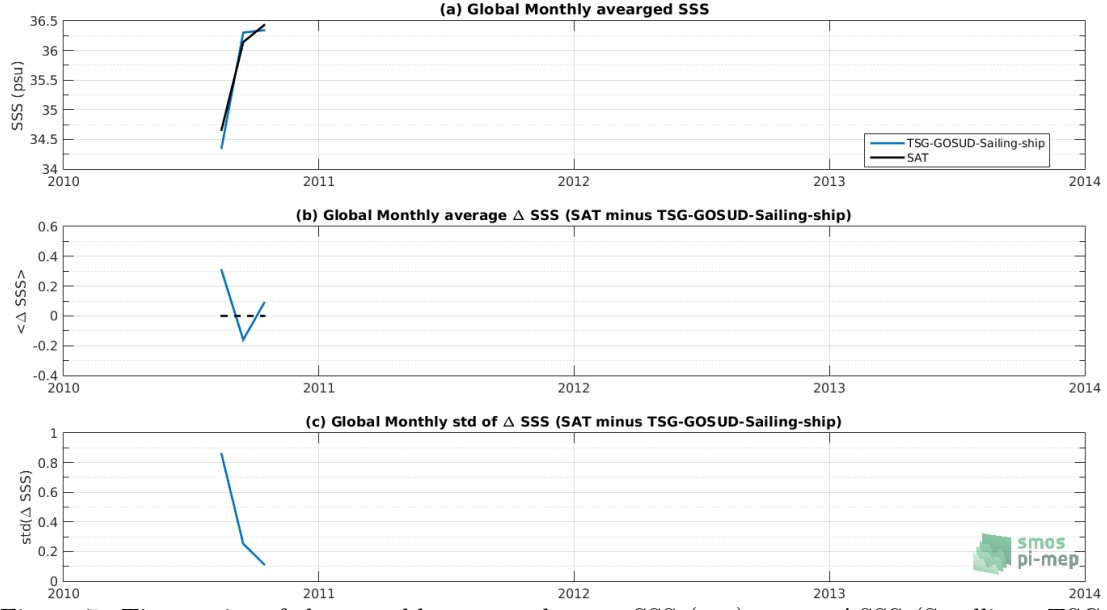 (a) Global Monthly avearged SSS
36.5
36
35.5
35
34.5
34
SSS (psu)
TSG-GOSUD-Sailing-ship
SAT
2010 2011 2012 2013 2014
(b) Global Monthly average Δ SSS (SAT minus TSG-GOSUD-Sailing-ship)
0.6
0.4
0.2
0
-0.2
-0.4
<Δ SSS>
2010 2011 2012 2013 2014
(c) Global Monthly std of Δ SSS (SAT minus TSG-GOSUD-Sailing-ship)
1
0.8
0.6
0.4
0.2
0
std(Δ SSS)
smos
pi-mep
2010 2011 2012 2013 2014